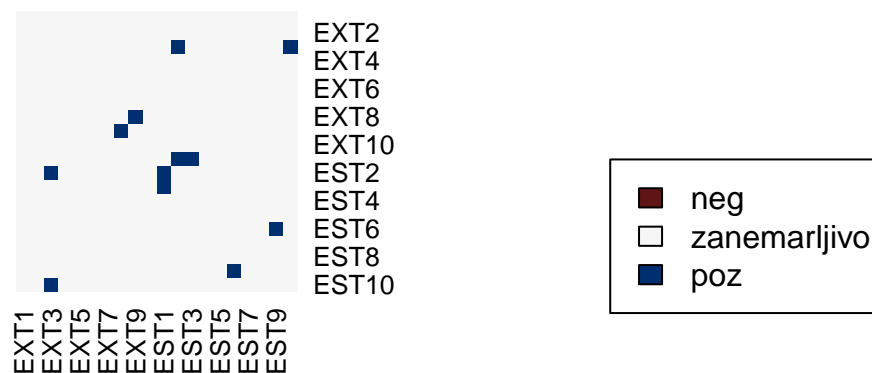 EXT2
EXT4
EXT6
EXT8
EXT10
EST2
EST4
EST6
EST8
EST10
EXT1
EXT3
EXT5
EXT7
EXT9
EST1
EST3
EST5
EST7
EST9
neg
zanemarljivo
poz